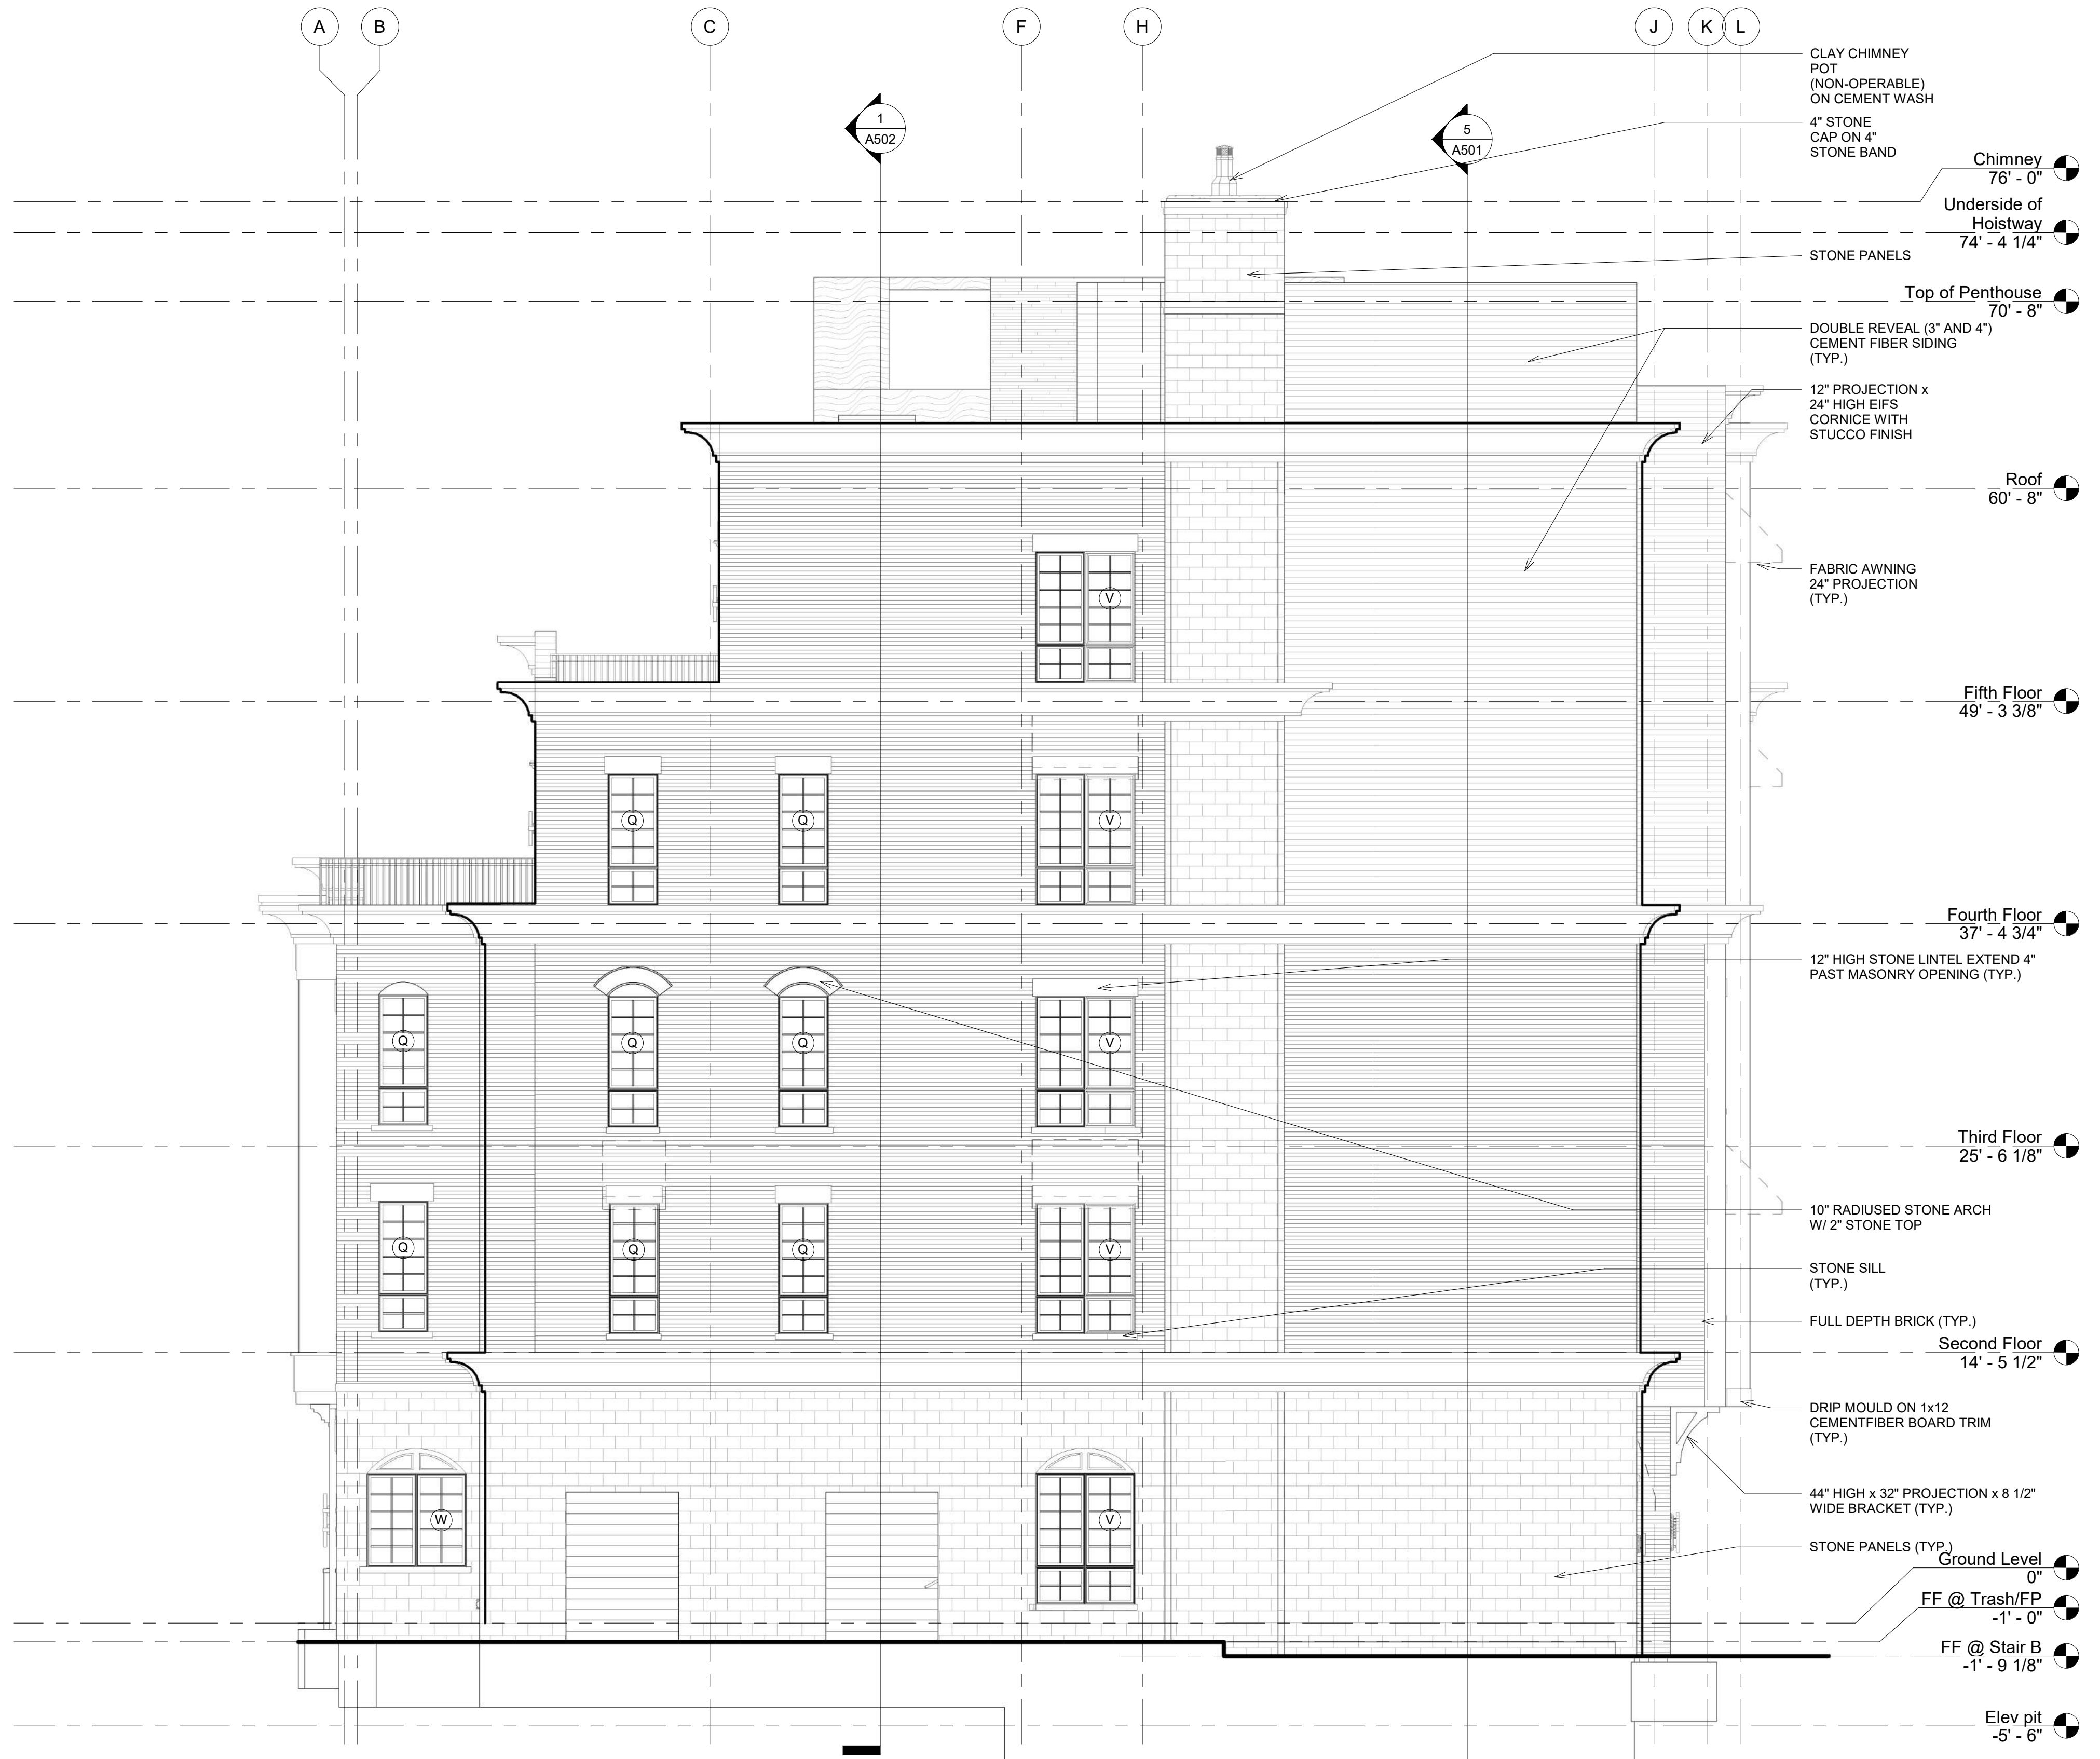 A
B
C
F
H
J
K
L
CLAY CHIMNEY
POT
(NON-OPERABLE)
ON CEMENT WASH
4" STONE
CAP ON 4"
STONE BAND
1
A502
5
A501
Chimney
76' - 0"
Underside of
Hoistway
74' - 4 1/4"
STONE PANELS
Top of Penthouse
70' - 8"
DOUBLE REVEAL (3" AND 4")
CEMENT FIBER SIDING
(TYP.)
12" PROJECTION x
24" HIGH EIFS
CORNICE WITH
STUCCO FINISH
Roof
60' - 8"
FABRIC AWNING
24" PROJECTION
(TYP.)
V
Fifth Floor
49' - 3 3/8"
Q
Q
V
Fourth Floor
37' - 4 3/4"
12" HIGH STONE LINTEL EXTEND 4"
PAST MASONRY OPENING (TYP.)
Q
Q
Q
V
Third Floor
25' - 6 1/8"
10" RADIUSED STONE ARCH
W/ 2" STONE TOP
Q
Q
Q
V
STONE SILL
(TYP.)
FULL DEPTH BRICK (TYP.)
Second Floor
14' - 5 1/2"
DRIP MOULD ON 1x12
CEMENTFIBER BOARD TRIM
(TYP.)
44" HIGH x 32" PROJECTION x 8 1/2"
WIDE BRACKET (TYP.)
W
V
STONE PANELS (TYP.)
Ground Level
0"
FF @ Trash/FP
-1' - 0"
FF @ Stair B
-1' - 9 1/8"
Elev pit
-5' - 6"